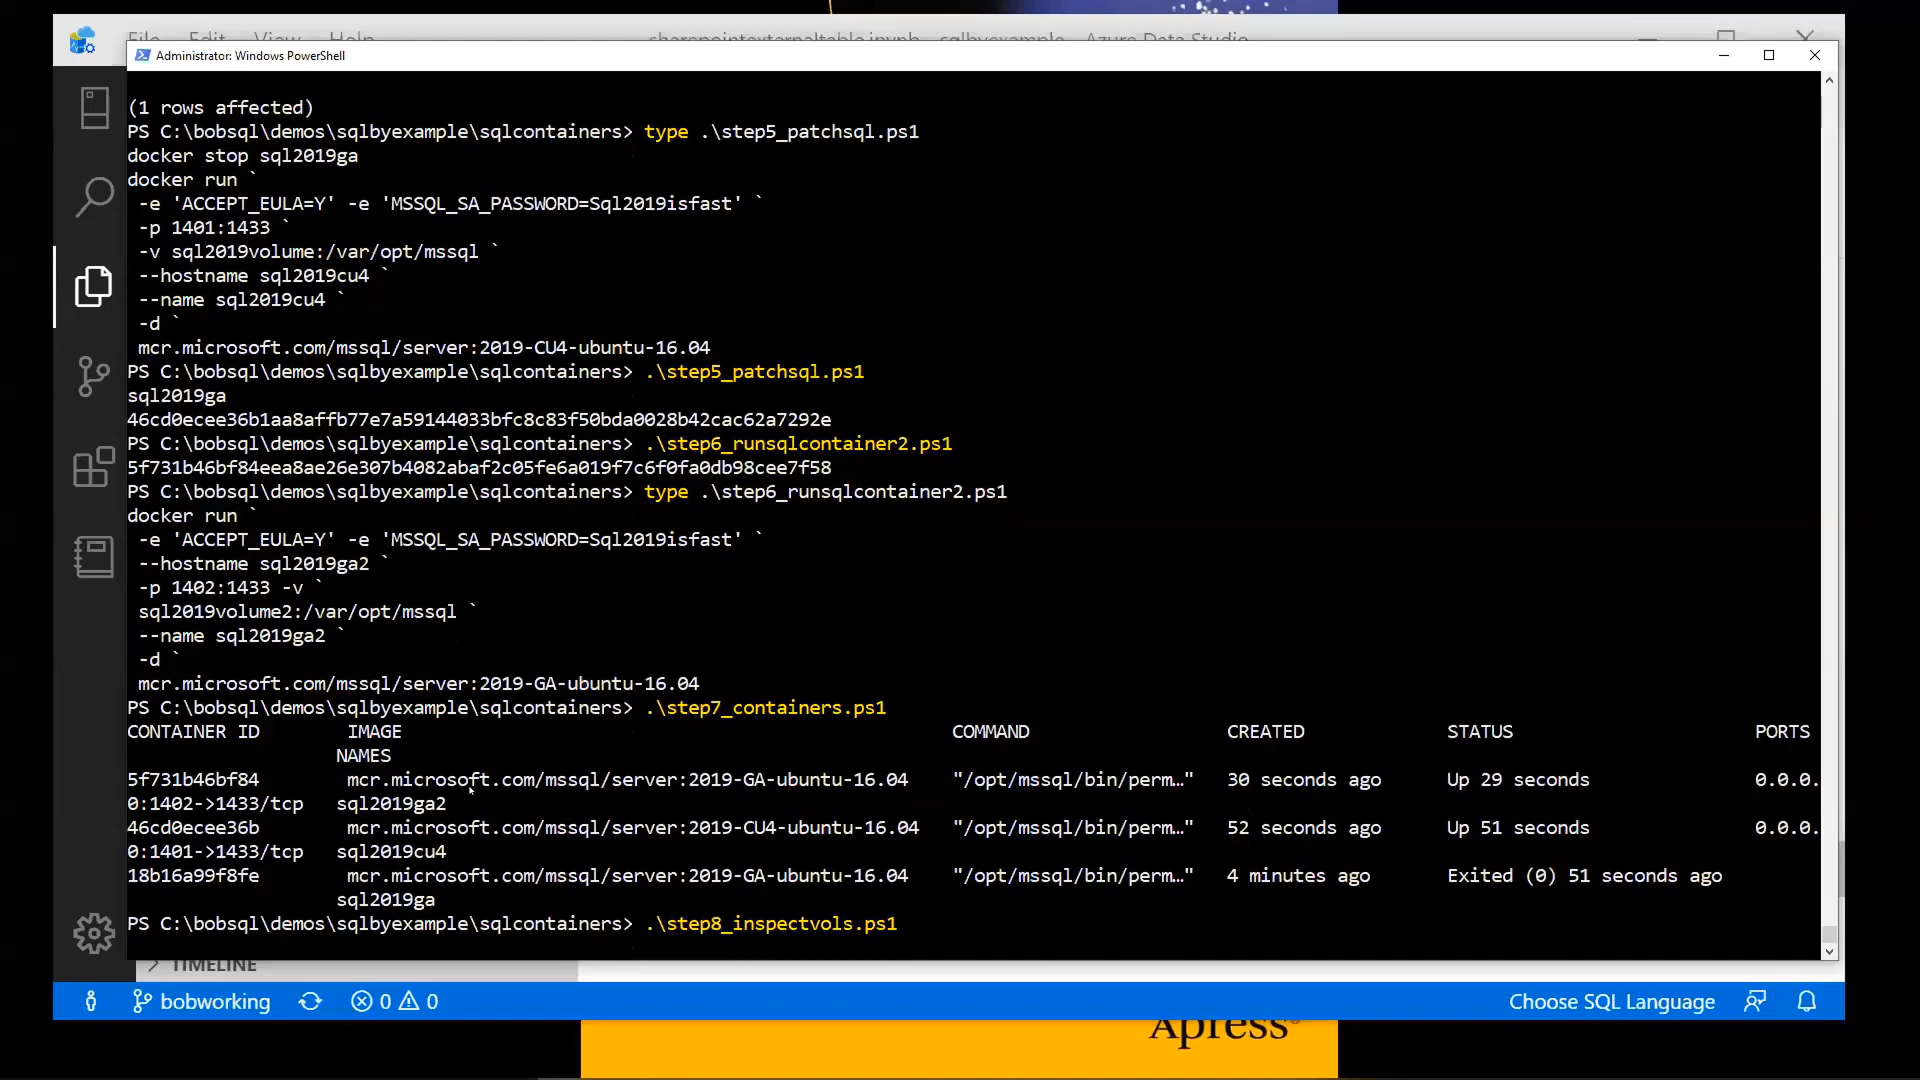 File Edit View Help
sharepointexternaltable.ipynb - sqlbyexample - Azure Data Studio
Administrator: Windows PowerShell
(1 rows affected)
PS C:\bobsql\demos\sqlbyexample\sqlcontainers> type .\step5_patchsql.ps1
docker stop sql2019ga
docker run `
-e 'ACCEPT_EULA=Y' -e 'MSSQL_SA_PASSWORD=Sql2019isfast' `
-p 1401:1433 `
-v sql2019volume:/var/opt/mssql `
--hostname sql2019cu4 `
--name sql2019cu4 `
-d `
mcr.microsoft.com/mssql/server:2019-CU4-ubuntu-16.04
PS C:\bobsql\demos\sqlbyexample\sqlcontainers> .\step5_patchsql.ps1
sql2019ga
46cd0ecee36b1aa8affb77e7a59144033bfc8c83f50bda0028b42cac62a7292e
PS C:\bobsql\demos\sqlbyexample\sqlcontainers> .\step6_runsqlcontainer2.ps1
5f731b46bf84eea8ae26e307b4082abaf2c05fe6a019f7c6f0fa0db98cee7f58
PS C:\bobsql\demos\sqlbyexample\sqlcontainers> type .\step6_runsqlcontainer2.ps1
docker run `
-e 'ACCEPT_EULA=Y' -e 'MSSQL_SA_PASSWORD=Sql2019isfast' `
--hostname sql2019ga2 `
-p 1402:1433 -v `
sql2019volume2:/var/opt/mssql `
--name sql2019ga2 `
-d `
mcr.microsoft.com/mssql/server:2019-GA-ubuntu-16.04
PS C:\bobsql\demos\sqlbyexample\sqlcontainers> .\step7_containers.ps1
CONTAINER ID IMAGE COMMAND CREATED STATUS PORTS
NAMES
5f731b46bf84 mcr.microsoft.com/mssql/server:2019-GA-ubuntu-16.04 "/opt/mssql/bin/perm…" 30 seconds ago Up 29 seconds 0.0.0.
0:1402->1433/tcp sql2019ga2
46cd0ecee36b mcr.microsoft.com/mssql/server:2019-CU4-ubuntu-16.04 "/opt/mssql/bin/perm…" 52 seconds ago Up 51 seconds 0.0.0.
0:1401->1433/tcp sql2019cu4
18b16a99f8fe mcr.microsoft.com/mssql/server:2019-GA-ubuntu-16.04 "/opt/mssql/bin/perm…" 4 minutes ago Exited (0) 51 seconds ago
sql2019ga
PS C:\bobsql\demos\sqlbyexample\sqlcontainers> .\step8_inspectvols.ps1
TIMELINE
bobworking 0 0 Choose SQL Language
Apress®